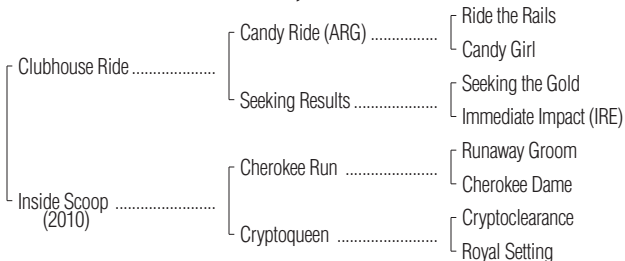 Ride the Rails
Candy Ride (ARG) ................
Candy Girl
Clubhouse Ride .....................
Seeking the Gold
Seeking Results .....................
Immediate Impact (IRE)
Runaway Groom
Cherokee Run .......................
Cherokee Dame
Inside Scoop .........................
(2010)
Cryptoclearance
Cryptoqueen .........................
Royal Setting